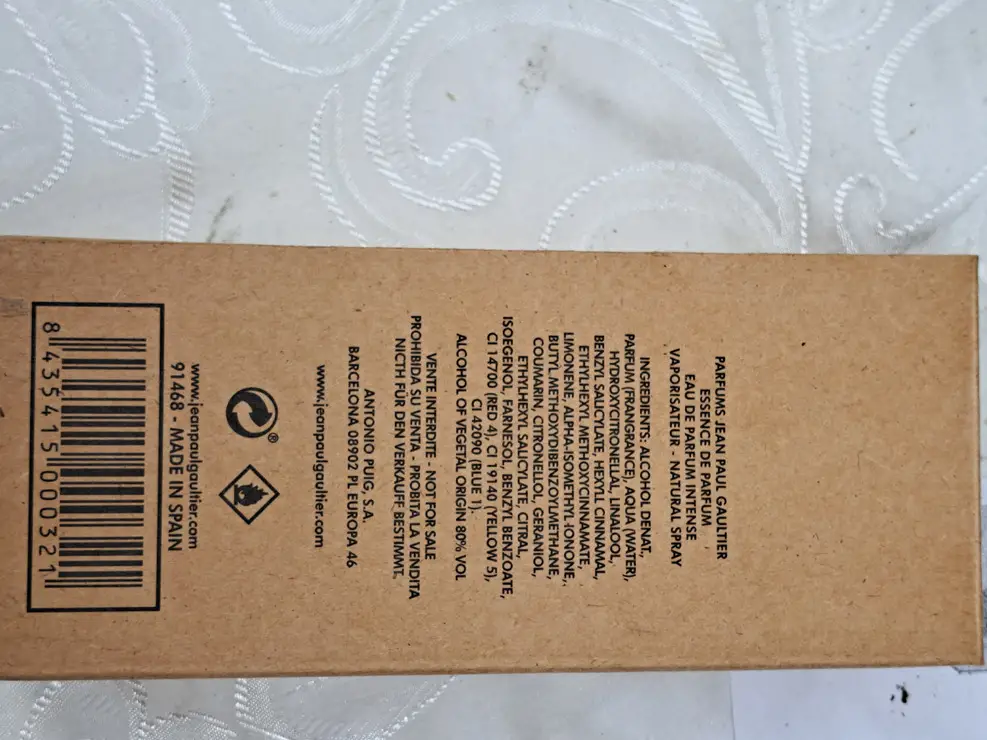 PARFUMS JEAN PAUL GAULTIER
ESSENCE DE PARFUM
EAU DE PARFUM INTENSE
VAPORISATEUR - NATURAL SPRAY
INGREDIENTS: ALCOHOL DENAT.,
PARFUM (FRANGRANCE), AQUA (WATER),
HYDROXYCITRONELLAL, LINALOOL,
BENZYL SALICYLATE, HEXYL CINNAMAL,
ETHYLHEXYL METHOXYCINNAMATE,
LIMONENE, ALPHA-ISOMETHYL-IONONE,
BUTYL METHOXYDIBENZOYLMETHANE,
COUMARIN, CITRONELLOL, GERANIOL,
ETHYLHEXYL SALICYLATE, CITRAL,
ISOEGENOL, FARNESOL, BENZYL BENZOATE,
CI 14700 (RED 4), CI 19140 (YELLOW 5),
CI 42090 (BLUE 1).
ALCOHOL OF VEGETAL ORIGIN 80% VOL
VENTE INTERDITE - NOT FOR SALE
PROHIBIDA SU VENTA - PROBITA LA VENDITA
NICTH FÜR DEN VERKAUFF BESTIMMT.
ANTONIO PUIG, S.A.
BARCELONA 08902 PL EUROPA 46
www.jeanpaulgaultier.com
®
www.jeanpaulgaultier.com
91468 - MADE IN SPAIN
8 435415 000321